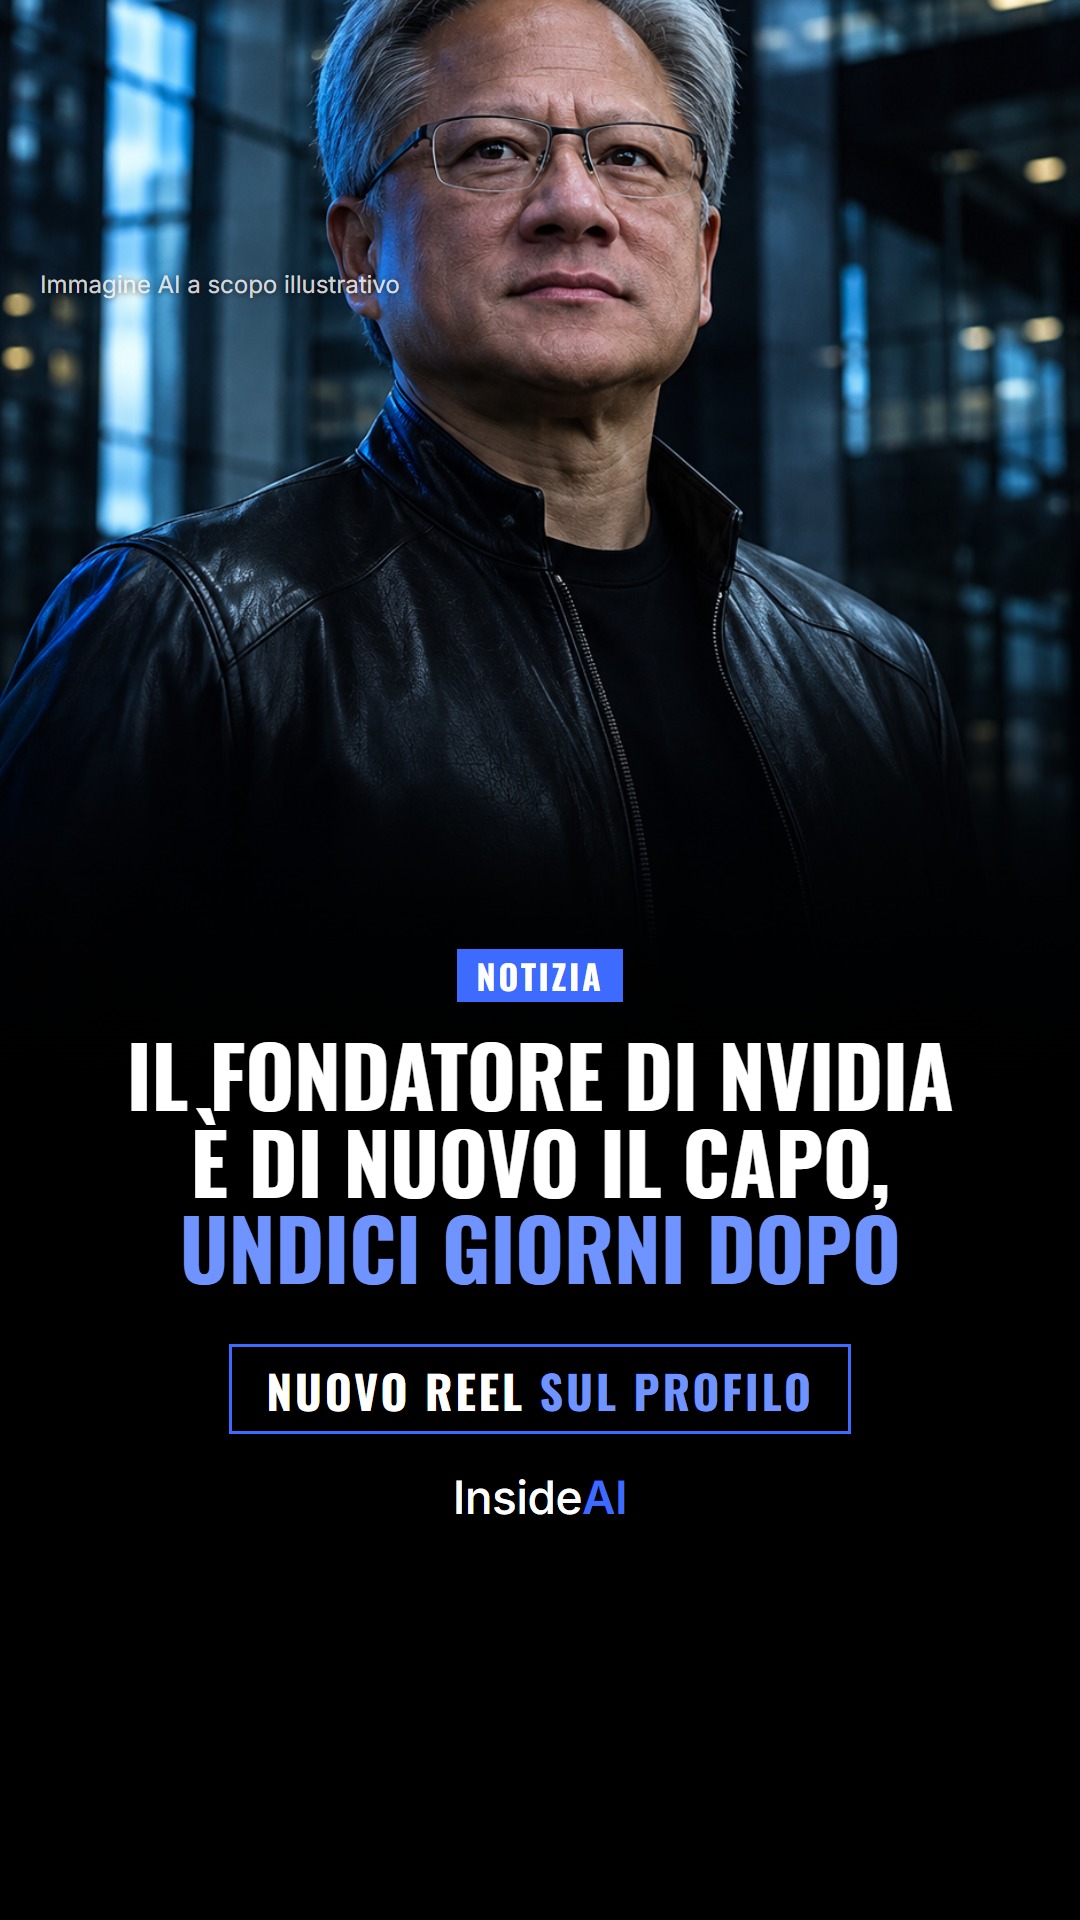 Immagine AI a scopo illustrativo
NOTIZIA
IL FONDATORE DI NVIDIA
È DI NUOVO IL CAPO,
UNDICI GIORNI DOPO
NUOVO REEL SUL PROFILO
InsideAI